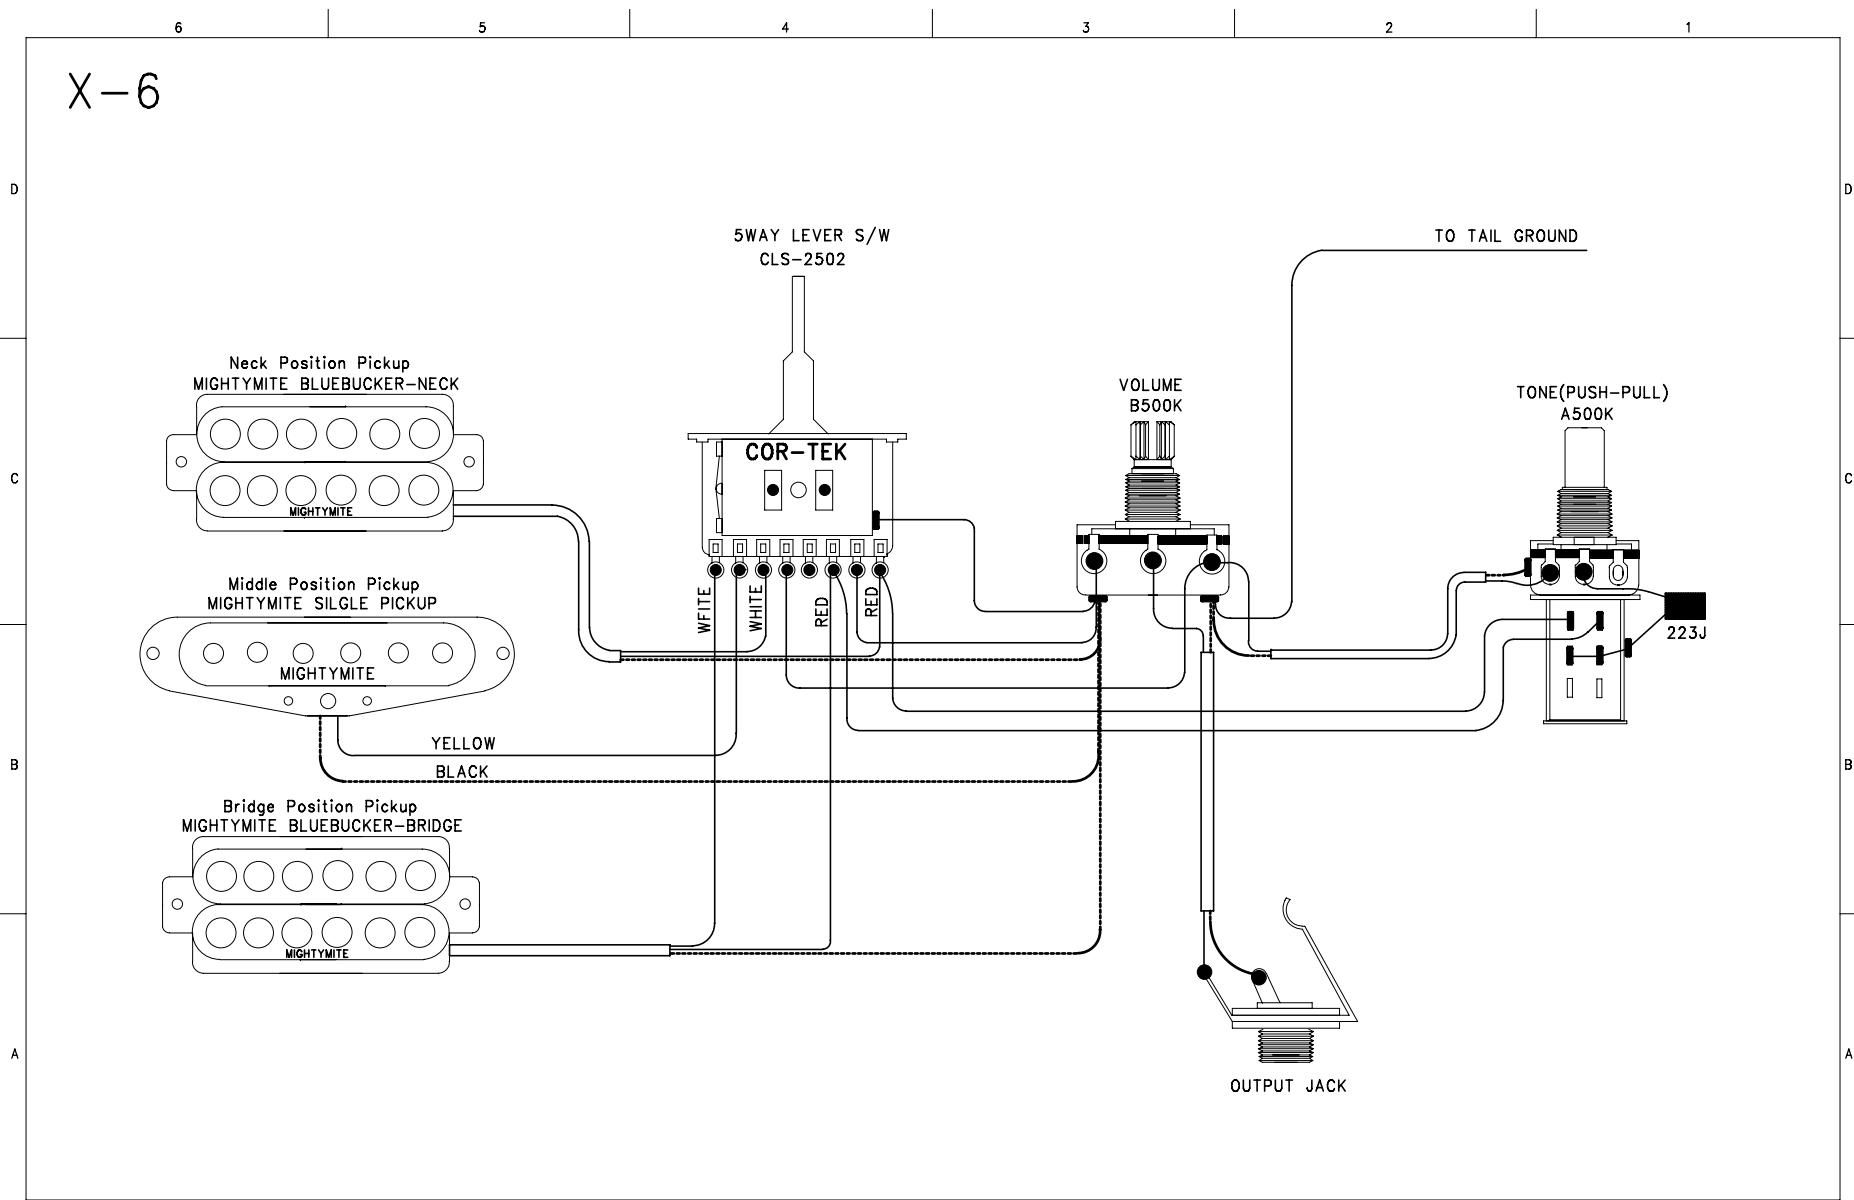 6 5 4 3 2 1
X-6
D D
5WAY LEVER S/W
CLS-2502
TO TAIL GROUND
Neck Position Pickup
MIGHTYMITE BLUEBUCKER-NECK
VOLUME
B500K
TONE(PUSH-PULL)
A500K
COR-TEK
C C
MIGHTYMITE
Middle Position Pickup
MIGHTYMITE SILGLE PICKUP
WFITE
WHITE
RED
RED
223J
MIGHTYMITE
YELLOW
BLACK
B B
Bridge Position Pickup
MIGHTYMITE BLUEBUCKER-BRIDGE
MIGHTYMITE
A A
OUTPUT JACK